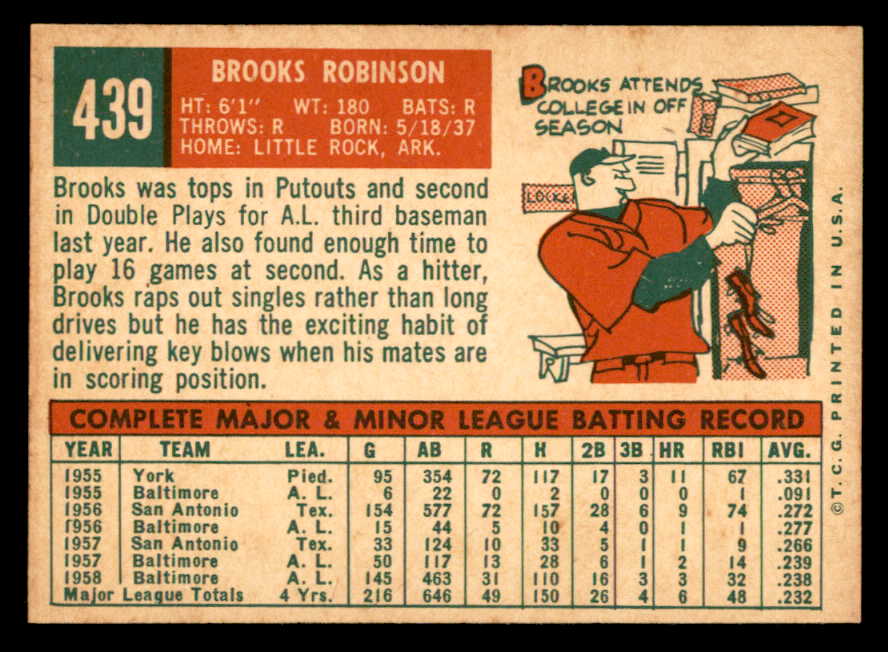 439
BROOKS ROBINSON
HT: 6'1" WT: 180 BATS: R
THROWS: R BORN: 5/18/37
HOME: LITTLE ROCK, ARK.
BROOKS ATTENDS
COLLEGE IN OFF
SEASON
LOCKE
Brooks was tops in Putouts and second
in Double Plays for A.L. third baseman
last year. He also found enough time to
play 16 games at second. As a hitter,
Brooks raps out singles rather than long
drives but he has the exciting habit of
delivering key blows when his mates are
in scoring position.
COMPLETE MAJOR & MINOR LEAGUE BATTING RECORD
YEAR TEAM LEA. G AB R H 2B 3B HR RBI AVG.
1955 York Pied. 95 354 72 117 17 3 11 67 .331
1955 Baltimore A. L. 6 22 0 2 0 0 0 1 .091
1956 San Antonio Tex. 154 577 72 157 28 6 9 74 .272
1956 Baltimore A. L. 15 44 5 10 4 0 1 1 .277
1957 San Antonio Tex. 33 124 10 33 5 1 1 9 .266
1957 Baltimore A. L. 50 117 13 28 6 1 2 14 .239
1958 Baltimore A. L. 145 463 31 110 16 3 3 32 .238
Major League Totals 4 Yrs. 216 646 49 150 26 4 6 48 .232
© T. C. G. PRINTED IN U.S.A.